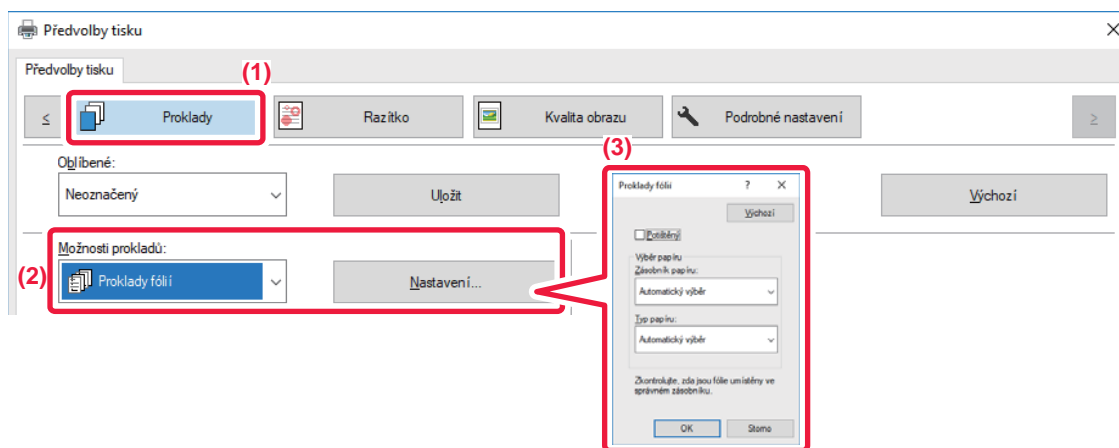 Předvolby tisku
Předvolby tisku
(1)
< Proklady Razítko Kvalita obrazu Podrobné nastavení >
(3)
Oblíbené:
Neoznačený Uložit Výchozí
Možnosti prokladů:
(2) Proklady fólií Nastavení...
Proklady fólií ? X
Výchozí
Potištěný
Výběr papíru
Zásobník papíru:
Automatický výběr
Typ papíru:
Automatický výběr
Zkontrolujte, zda jsou fólie umístěny ve
správném zásobníku.
OK Storno